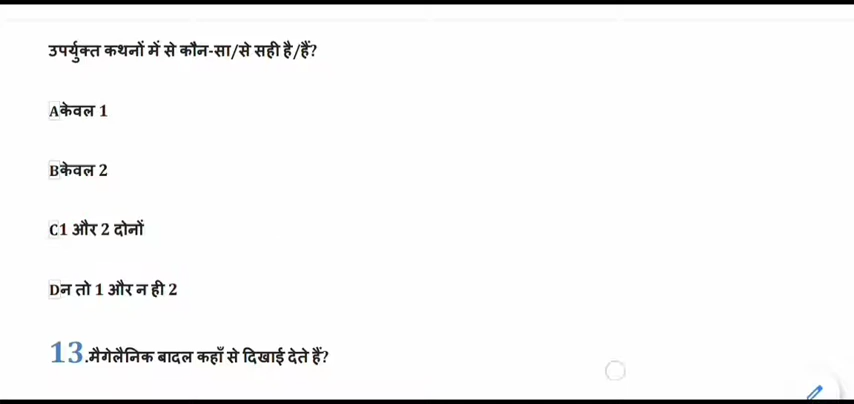 उपर्युक्त कथनों में से कौन-सा/से सही है/हैं?
Aकेवल 1
Bकेवल 2
C1 और 2 दोनों
Dन तो 1 और न ही 2
13.मैगेलैनिक बादल कहाँ से दिखाई देते हैं?